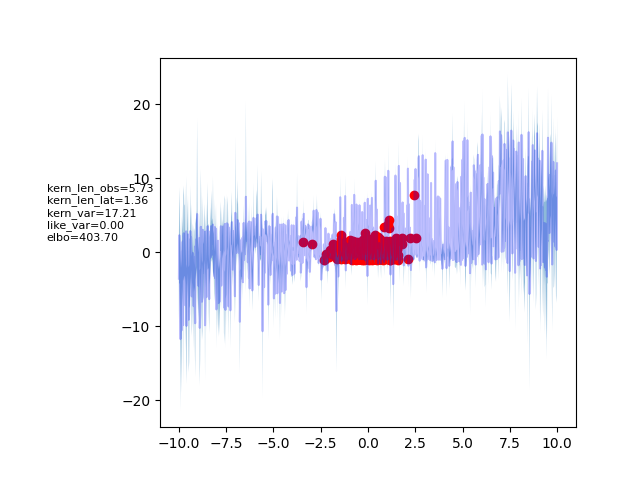 20
10
0
−10
−20
kern_len_obs=5.73
kern_len_lat=1.36
kern_var=17.21
like_var=0.00
elbo=403.70
−10.0 −7.5 −5.0 −2.5 0.0 2.5 5.0 7.5 10.0